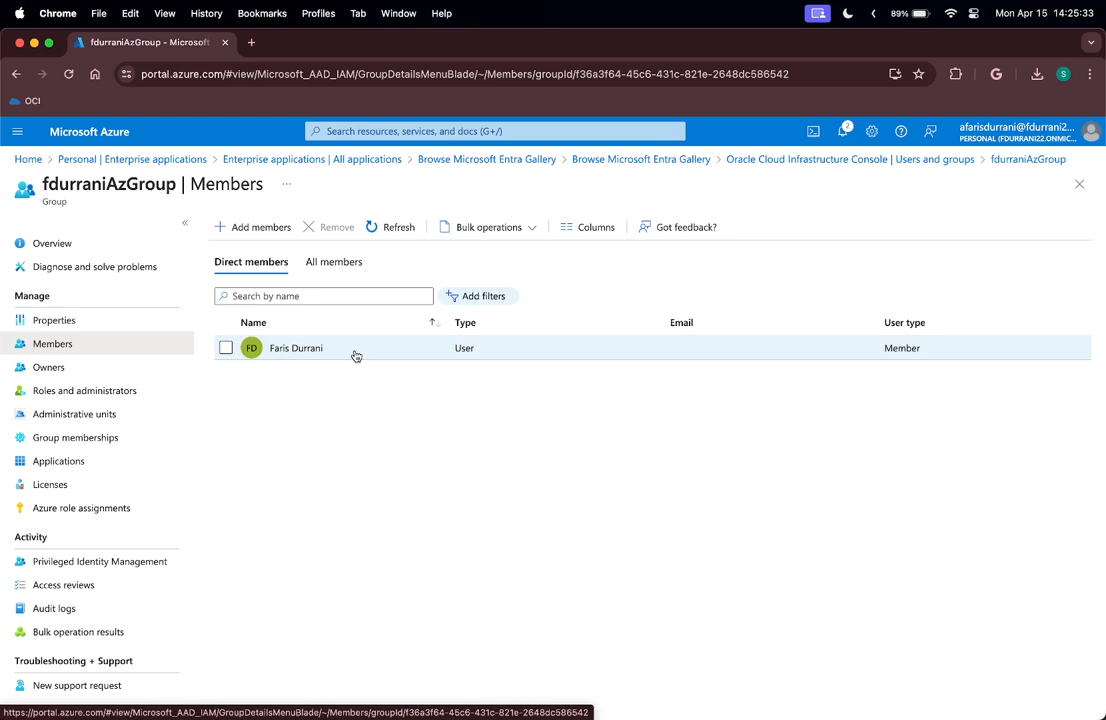 Chrome File Edit View History Bookmarks Profiles Tab Window Help 89% Mon Apr 15 14:25:33
fdurraniAzGroup - Microsoft
portal.azure.com/#view/Microsoft_AAD_IAM/GroupDetailsMenuBlade/~/Members/groupId/f36a3f64-45c6-431c-821e-2648dc586542 G S
OCI
Microsoft Azure Search resources, services, and docs (G+/) 2 afarisdurrani@fdurrani2...
PERSONAL (FDURRANI22.ONMIC...
Home > Personal | Enterprise applications > Enterprise applications | All applications > Browse Microsoft Entra Gallery > Browse Microsoft Entra Gallery > Oracle Cloud Infrastructure Console | Users and groups > fdurraniAzGroup
fdurraniAzGroup | Members ...
Group
Add members Remove Refresh Bulk operations Columns Got feedback?
Direct members All members
Search by name Add filters
Name Type Email User type
FD Faris Durrani User Member
Overview
Diagnose and solve problems
Manage
Properties
Members
Owners
Roles and administrators
Administrative units
Group memberships
Applications
Licenses
Azure role assignments
Activity
Privileged Identity Management
Access reviews
Audit logs
Bulk operation results
Troubleshooting + Support
New support request
https://portal.azure.com/#view/Microsoft_AAD_IAM/GroupDetailsMenuBlade/~/Members/groupId/f36a3f64-45c6-431c-821e-2648dc586542